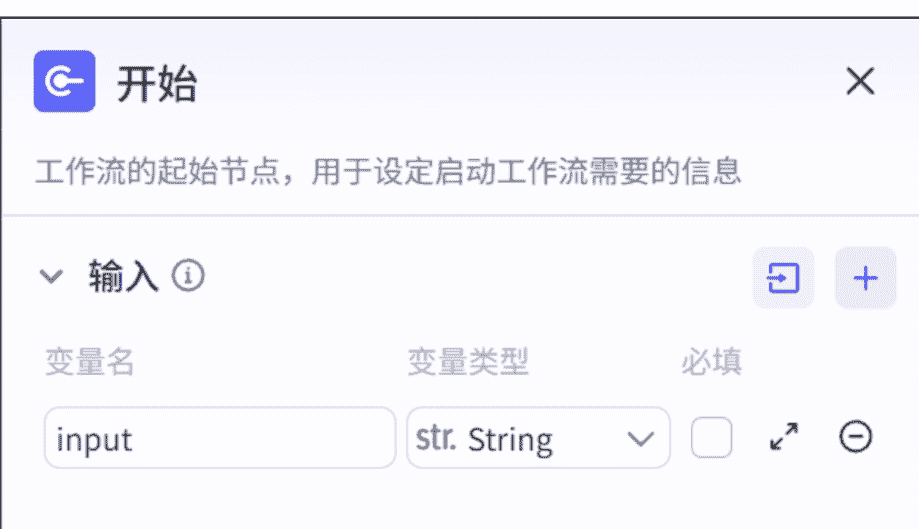 开始
工作流的起始节点，用于设定启动工作流需要的信息
输入
变量名 变量类型 必填
input str. String